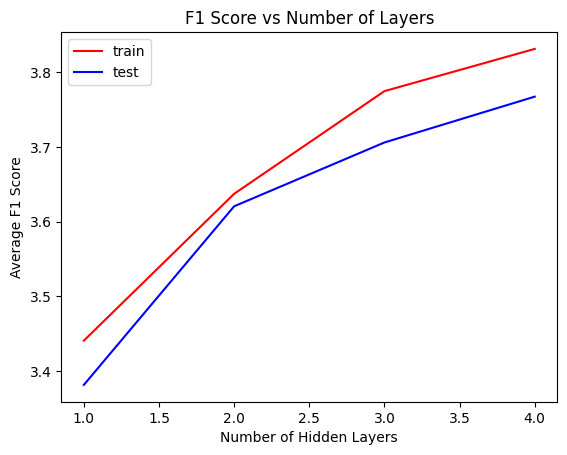 F1 Score vs Number of Layers
train
test
Average F1 Score
3.8
3.7
3.6
3.5
3.4
1.0 1.5 2.0 2.5 3.0 3.5 4.0
Number of Hidden Layers